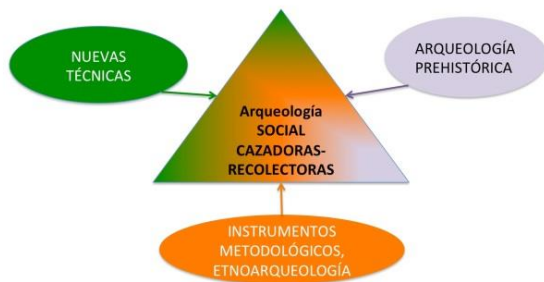 NUEVAS
TÉCNICAS
ARQUEOLOGÍA
PREHISTÓRICA
Arqueología
SOCIAL
CAZADORAS-
RECOLECTORAS
INSTRUMENTOS
METODOLÓGICOS,
ETNOARQUEOLOGÍA